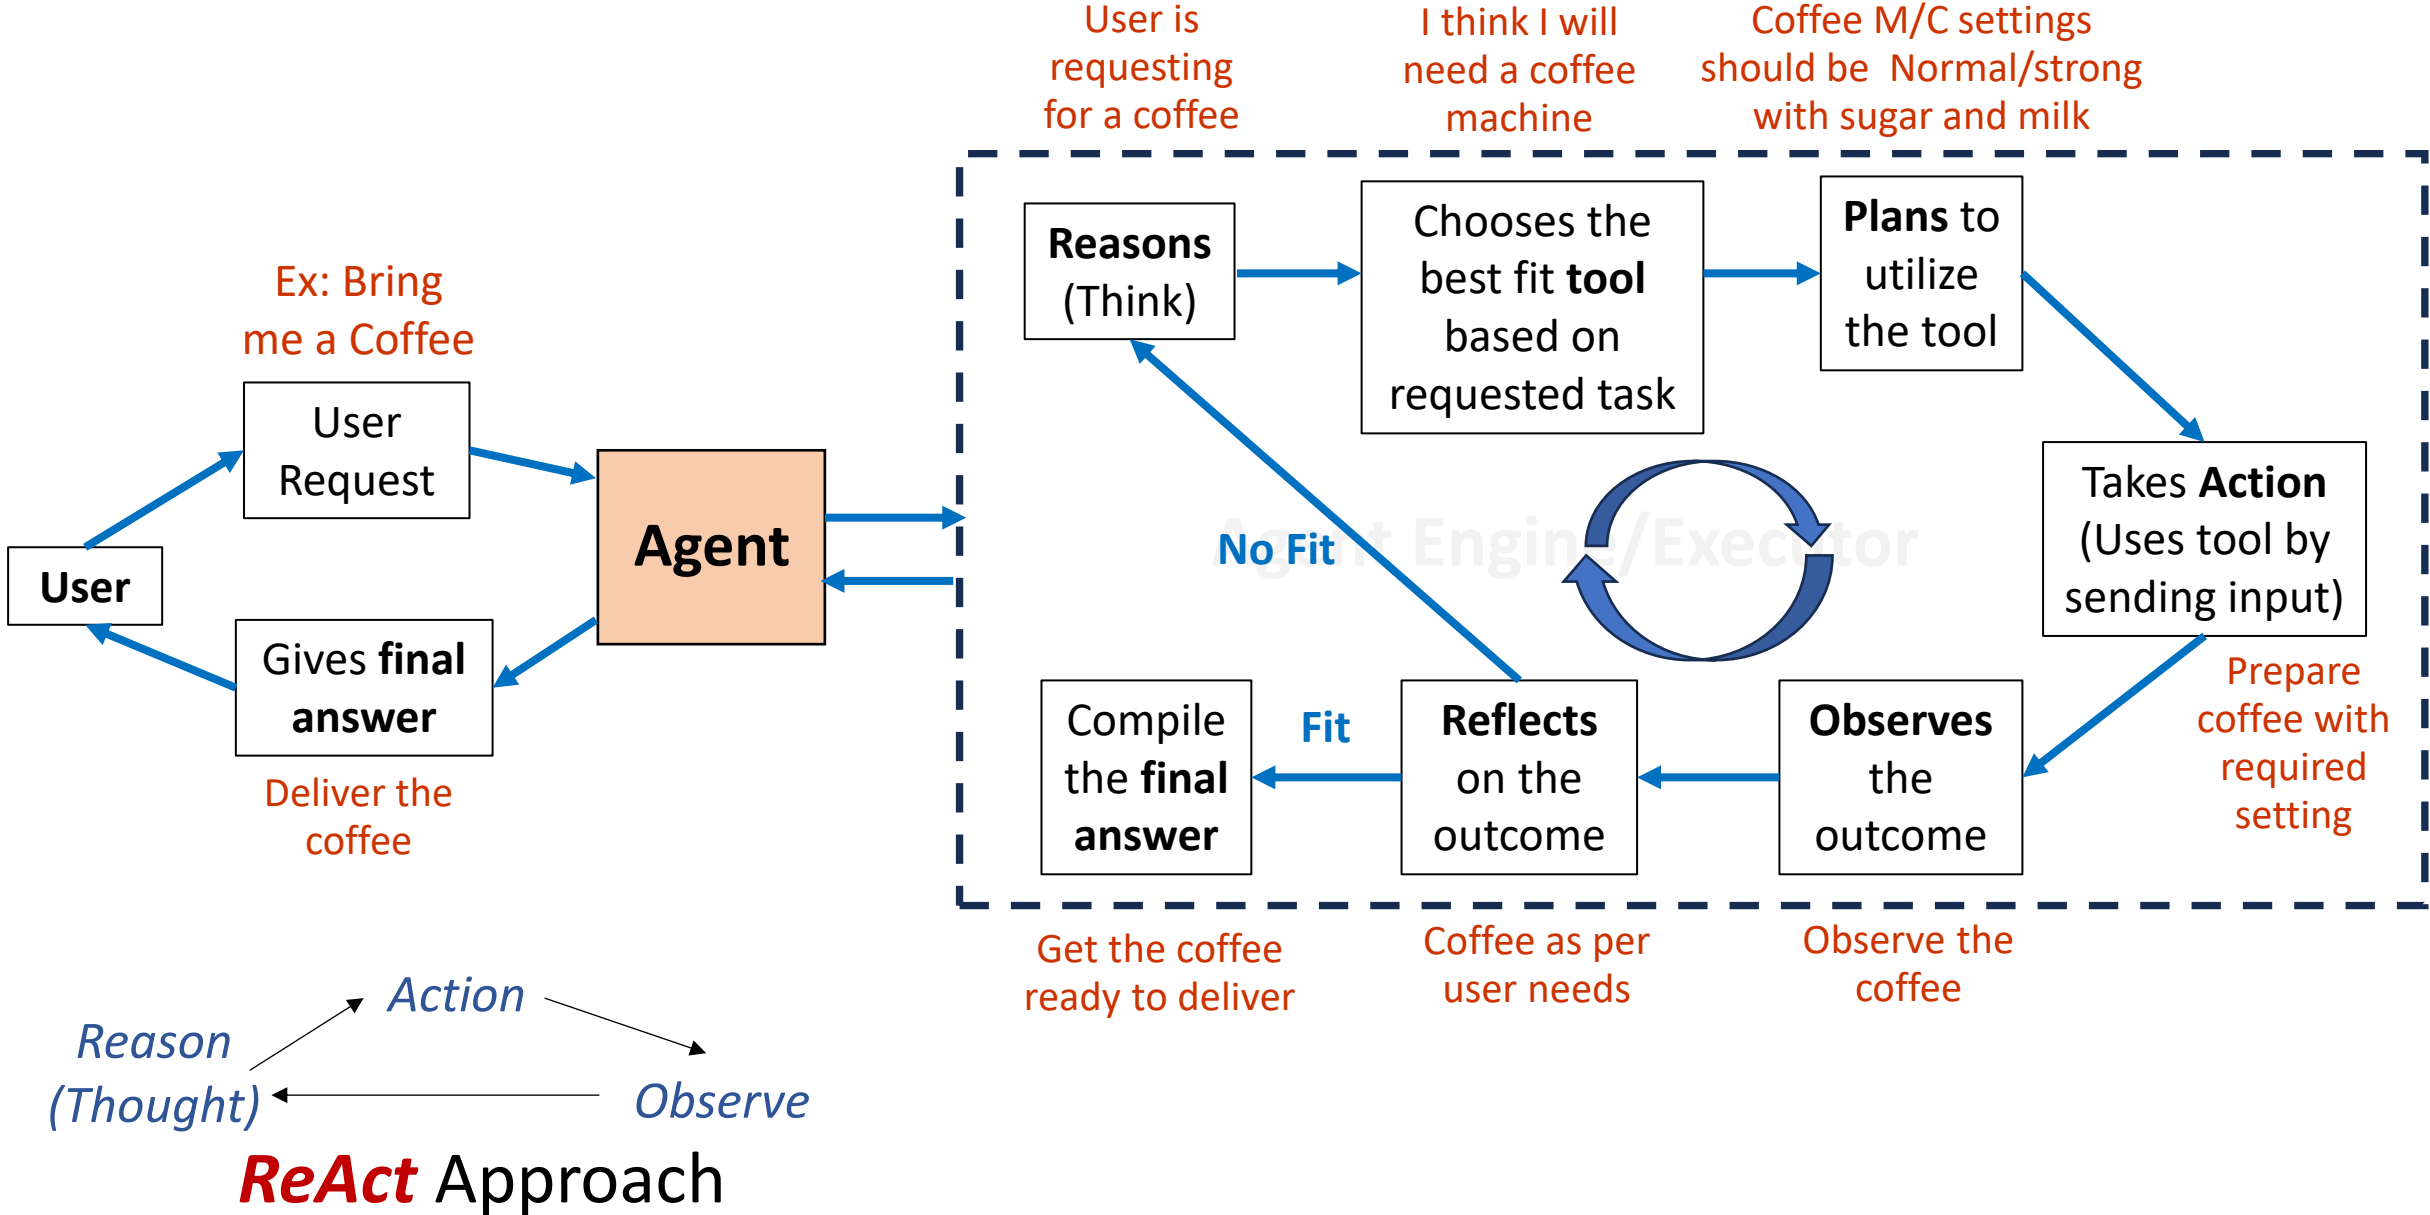 User is
requesting
for a coffee
I think I will
need a coffee
machine
Coffee M/C settings
should be  Normal/strong
with sugar and milk
Ex: Bring
me a Coffee
User
Request
User
Agent
Gives final
answer
Deliver the
coffee
Reasons
(Think)
Chooses the
best fit tool
based on
requested task
Plans to
utilize
the tool
Takes Action
(Uses tool by
sending input)
Prepare
coffee with
required
setting
Agent Engine/Executor
No Fit
Fit
Compile
the final
answer
Reflects
on the
outcome
Observes
the
outcome
Get the coffee
ready to deliver
Coffee as per
user needs
Observe the
coffee
Action
Reason
(Thought)
Observe
ReAct Approach